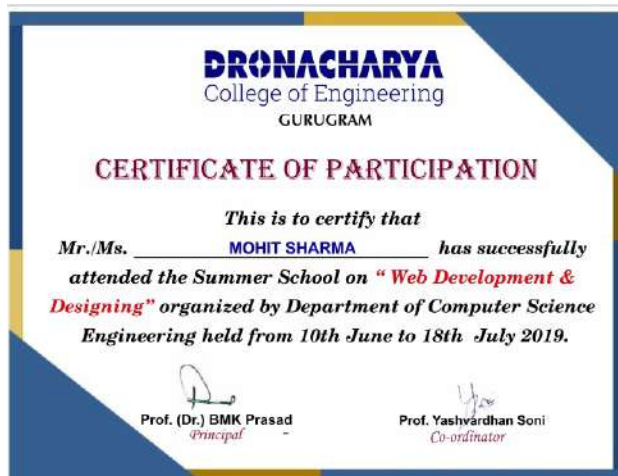 DRONACHARYA
College of Engineering
GURUGRAM
CERTIFICATE OF PARTICIPATION
This is to certify that
Mr./Ms. MOHIT SHARMA has successfully
attended the Summer School on “ Web Development &
Designing” organized by Department of Computer Science
Engineering held from 10th June to 18th July 2019.
Prof. (Dr.) BMK Prasad
Principal
Prof. Yashvardhan Soni
Co-ordinator